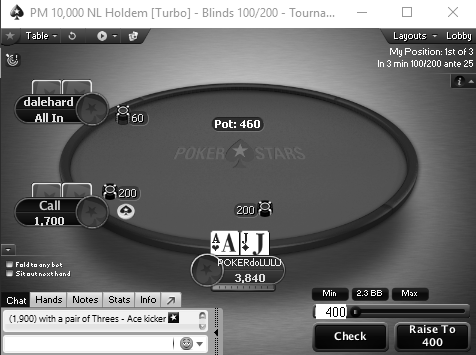 PM 10,000 NL Holdem [Turbo] - Blinds 100/200 - Tourna...
Table
Layouts
Lobby
My Position: 1st of 3
In 3 min 100/200 ante 25
i
dalehard
All In
60
Pot: 460
POKER STARS
Call
1,700
200
200
A A J J
POKERdoLULU
3,840
-
Fold to any bet
Sit out next hand
Chat Hands Notes Stats Info
(1,900) with a pair of Threes - Ace kicker
Min 2.3 BB Max
400
Check
Raise To
400